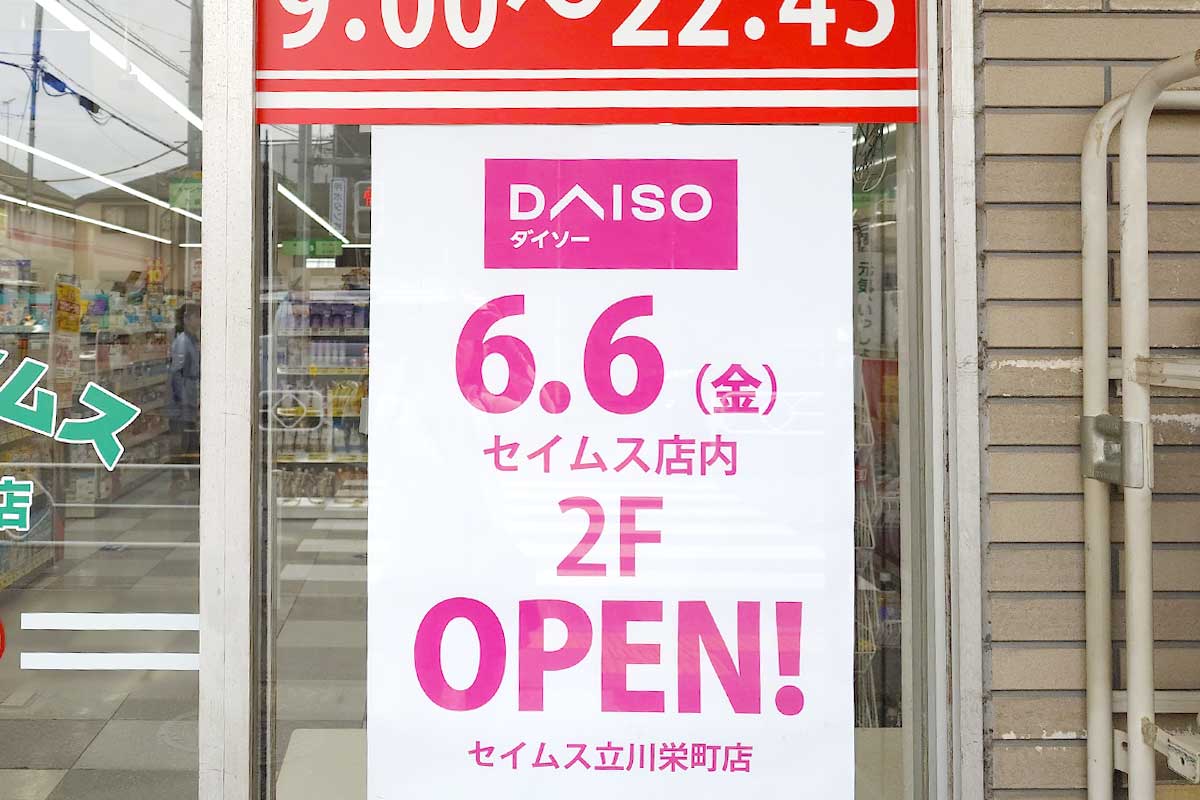 9:00〜22:45
DAISO
ダイソー
6.6(金)
セイムス店内
2F
OPEN!
セイムス立川栄町店
イムス
店